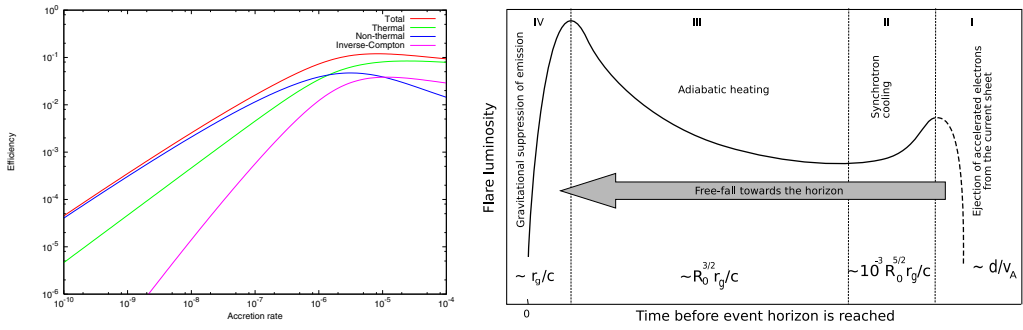 Total
Thermal
Non-thermal
Inverse-Compton
10^0
10^-1
10^-2
10^-3
10^-4
10^-5
10^-6
Efficiency
10^-10
10^-9
10^-8
10^-7
10^-6
10^-5
10^-4
Accretion rate
IV
III
II
I
Flare luminosity
Gravitational suppression of emission
Adiabatic heating
Synchrotron
cooling
Ejection of accelerated electrons
from the current sheet
Free-fall towards the horizon
~ r_g/c
~R_0^3/2 r_g/c
~10^-3 R_0^5/2 r_g/c
~ d/v_A
0
Time before event horizon is reached